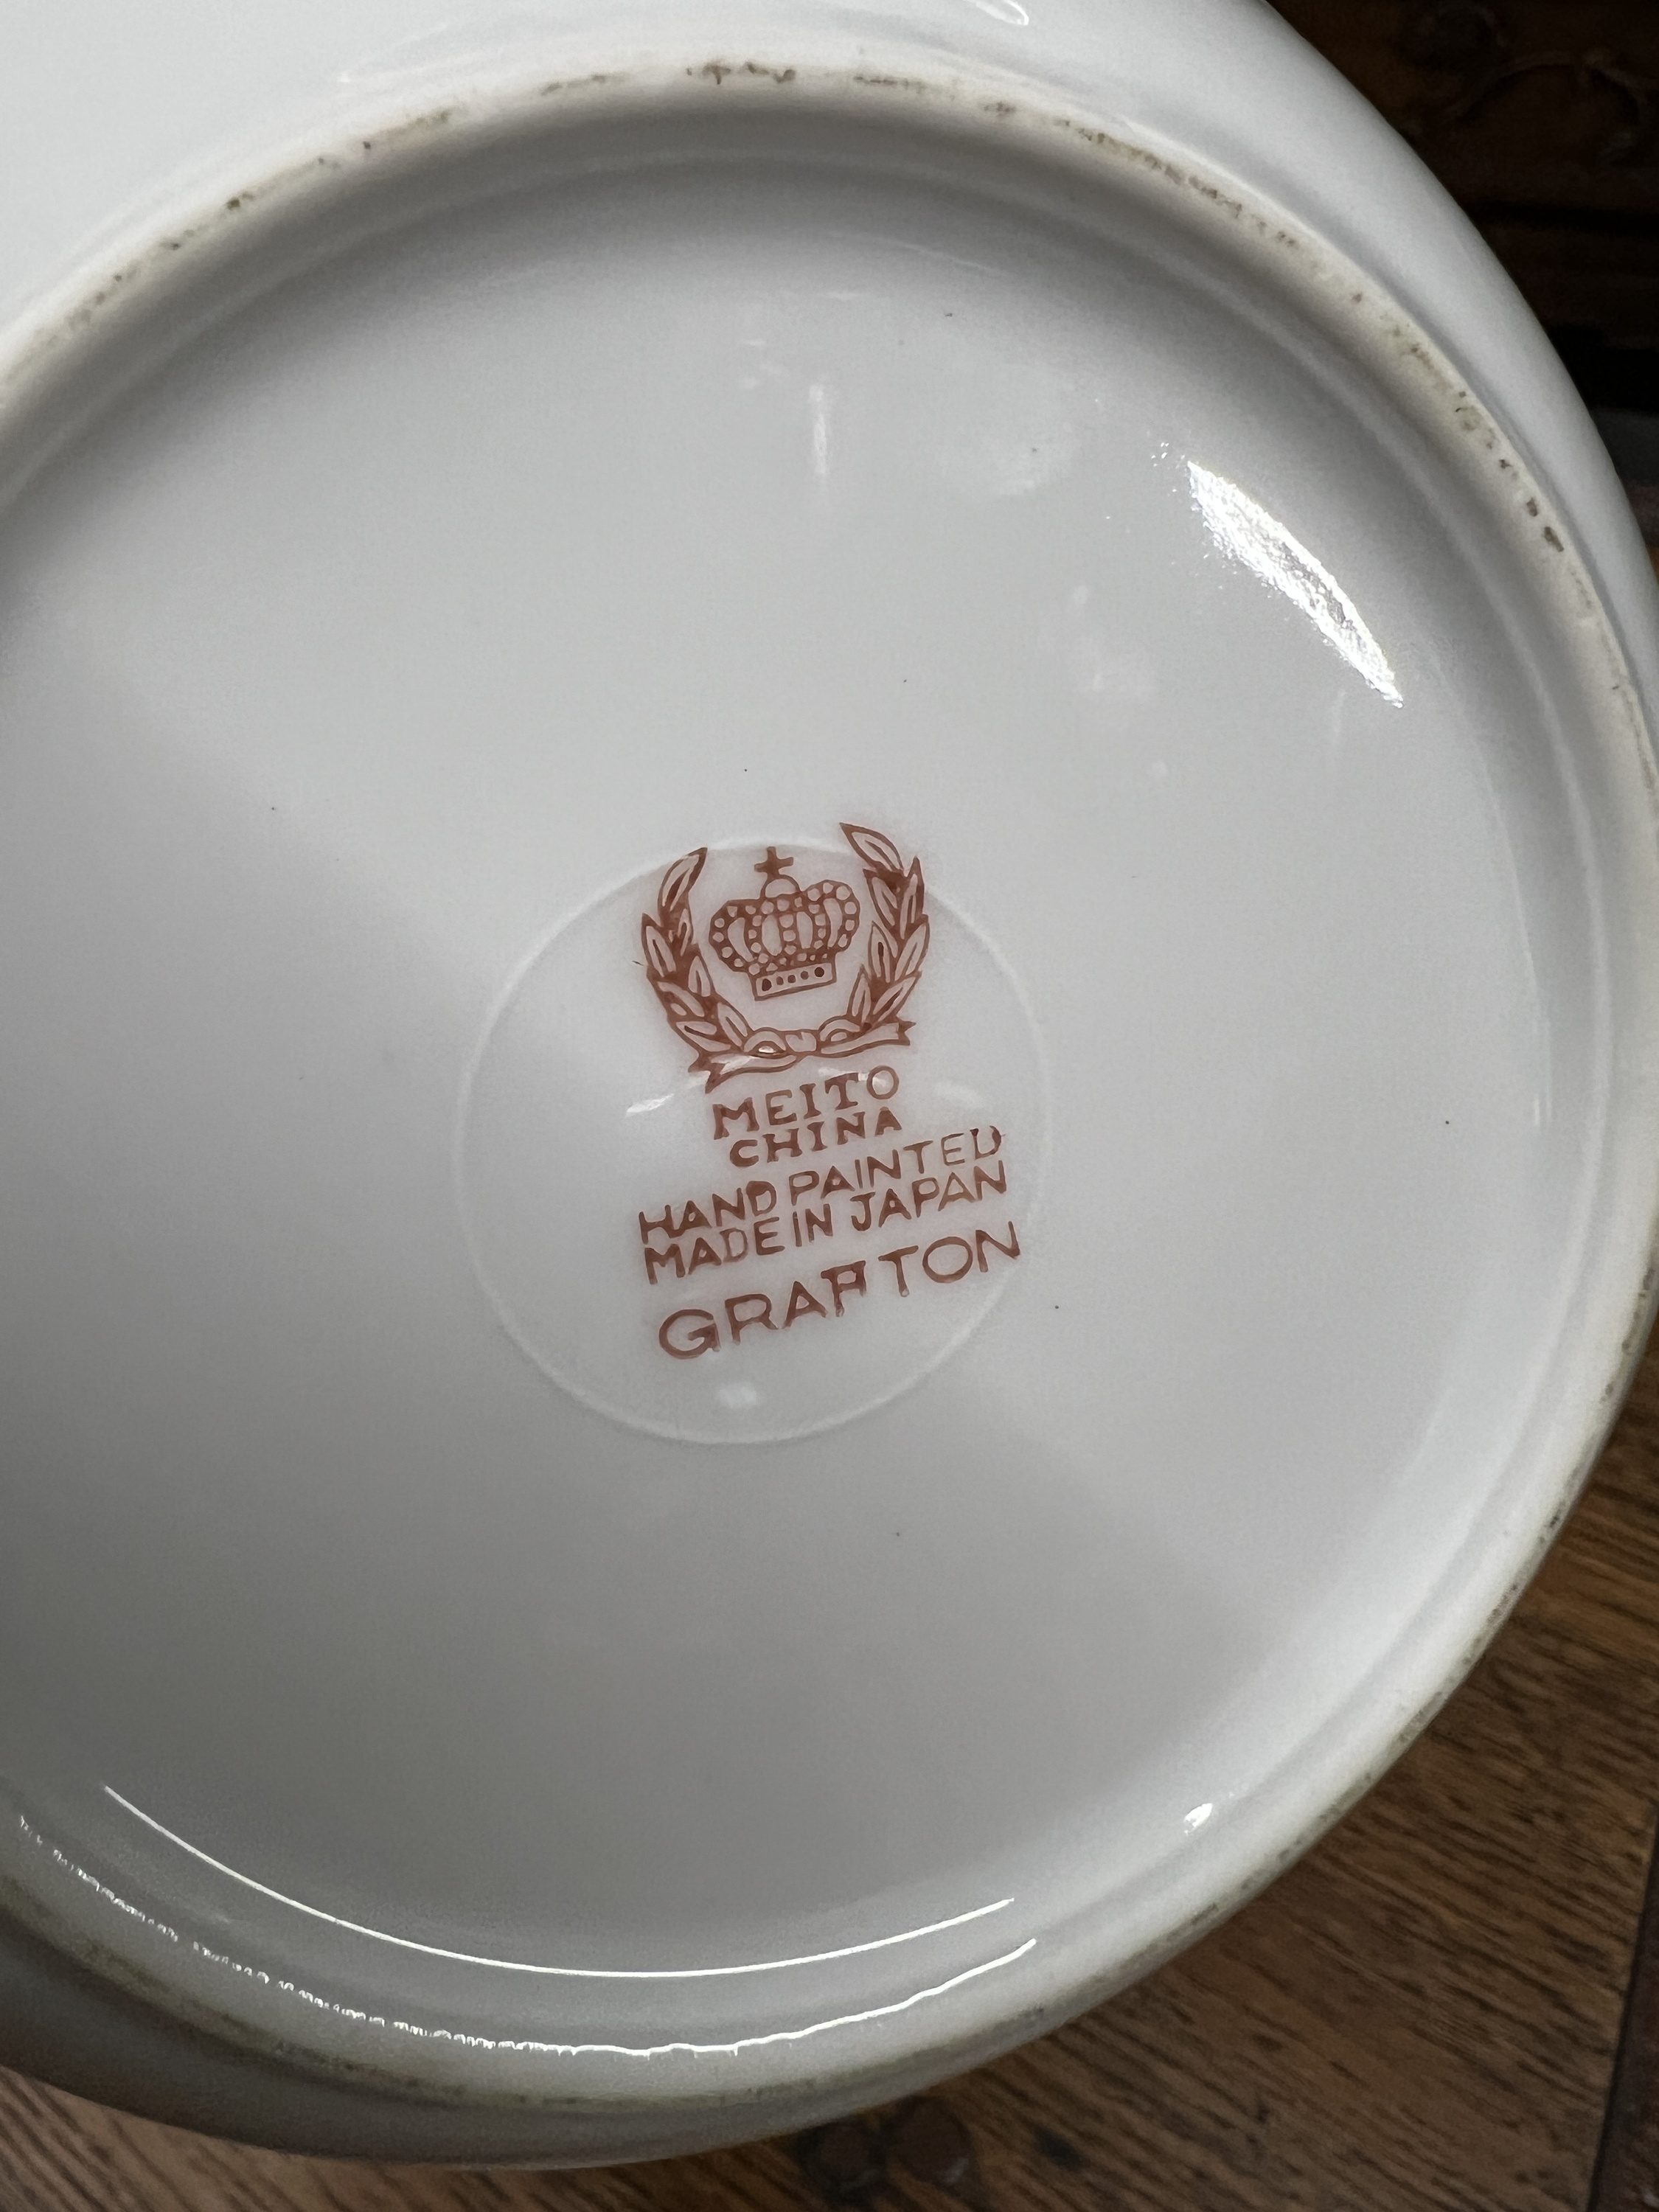 MEITO
CHINA
HAND PAINTED
MADE IN JAPAN
GRAFTON